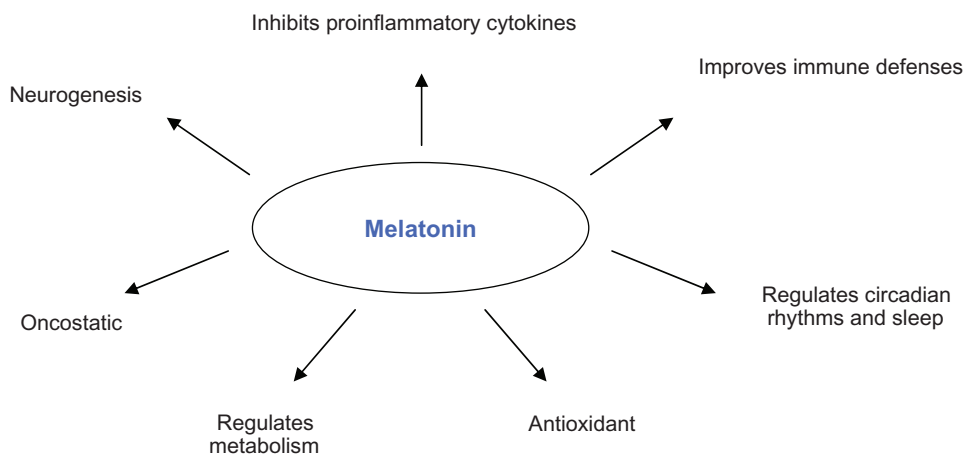 Inhibits proinflammatory cytokines
Improves immune defenses
Neurogenesis
Melatonin
Regulates circadian
rhythms and sleep
Oncostatic
Regulates
metabolism
Antioxidant